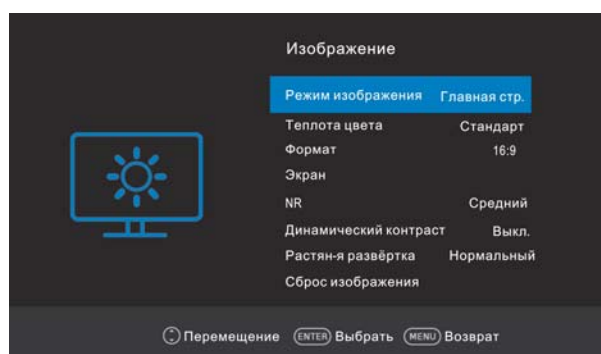 Изображение
Режим изображения Главная стр.
Теплота цвета Стандарт
Формат 16:9
Экран
NR Средний
Динамический контраст Выкл.
Растян-я развёртка Нормальный
Сброс изображения
Перемещение ENTER Выбрать MENU Возврат